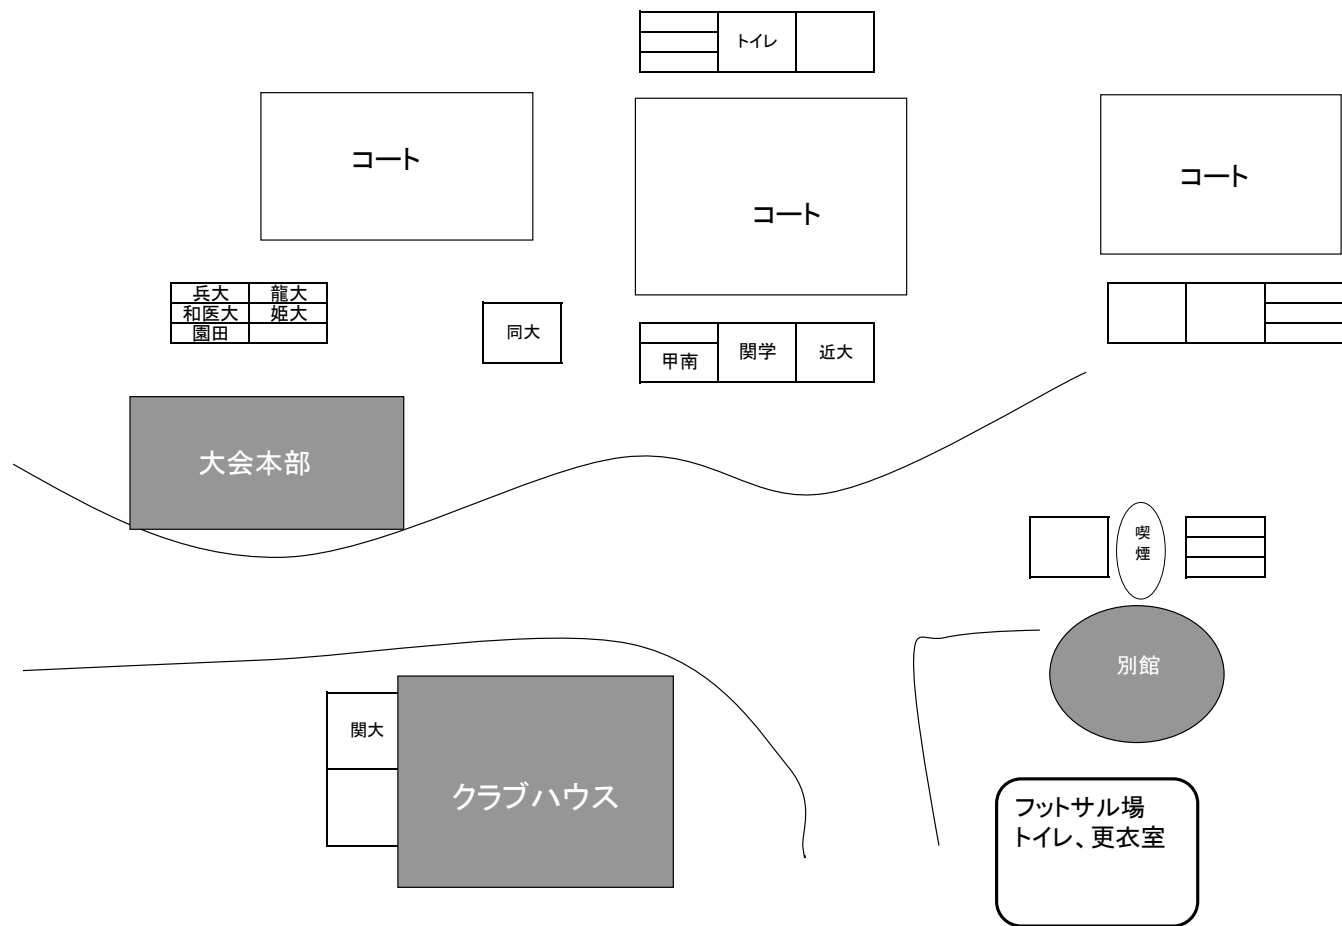 トイレ
コート
コート
コート
兵大 龍大
和医大 姫大
園田
同大
甲南 関学 近大
大会本部
喫
煙
別館
関大
クラブハウス
フットサル場
トイレ、更衣室